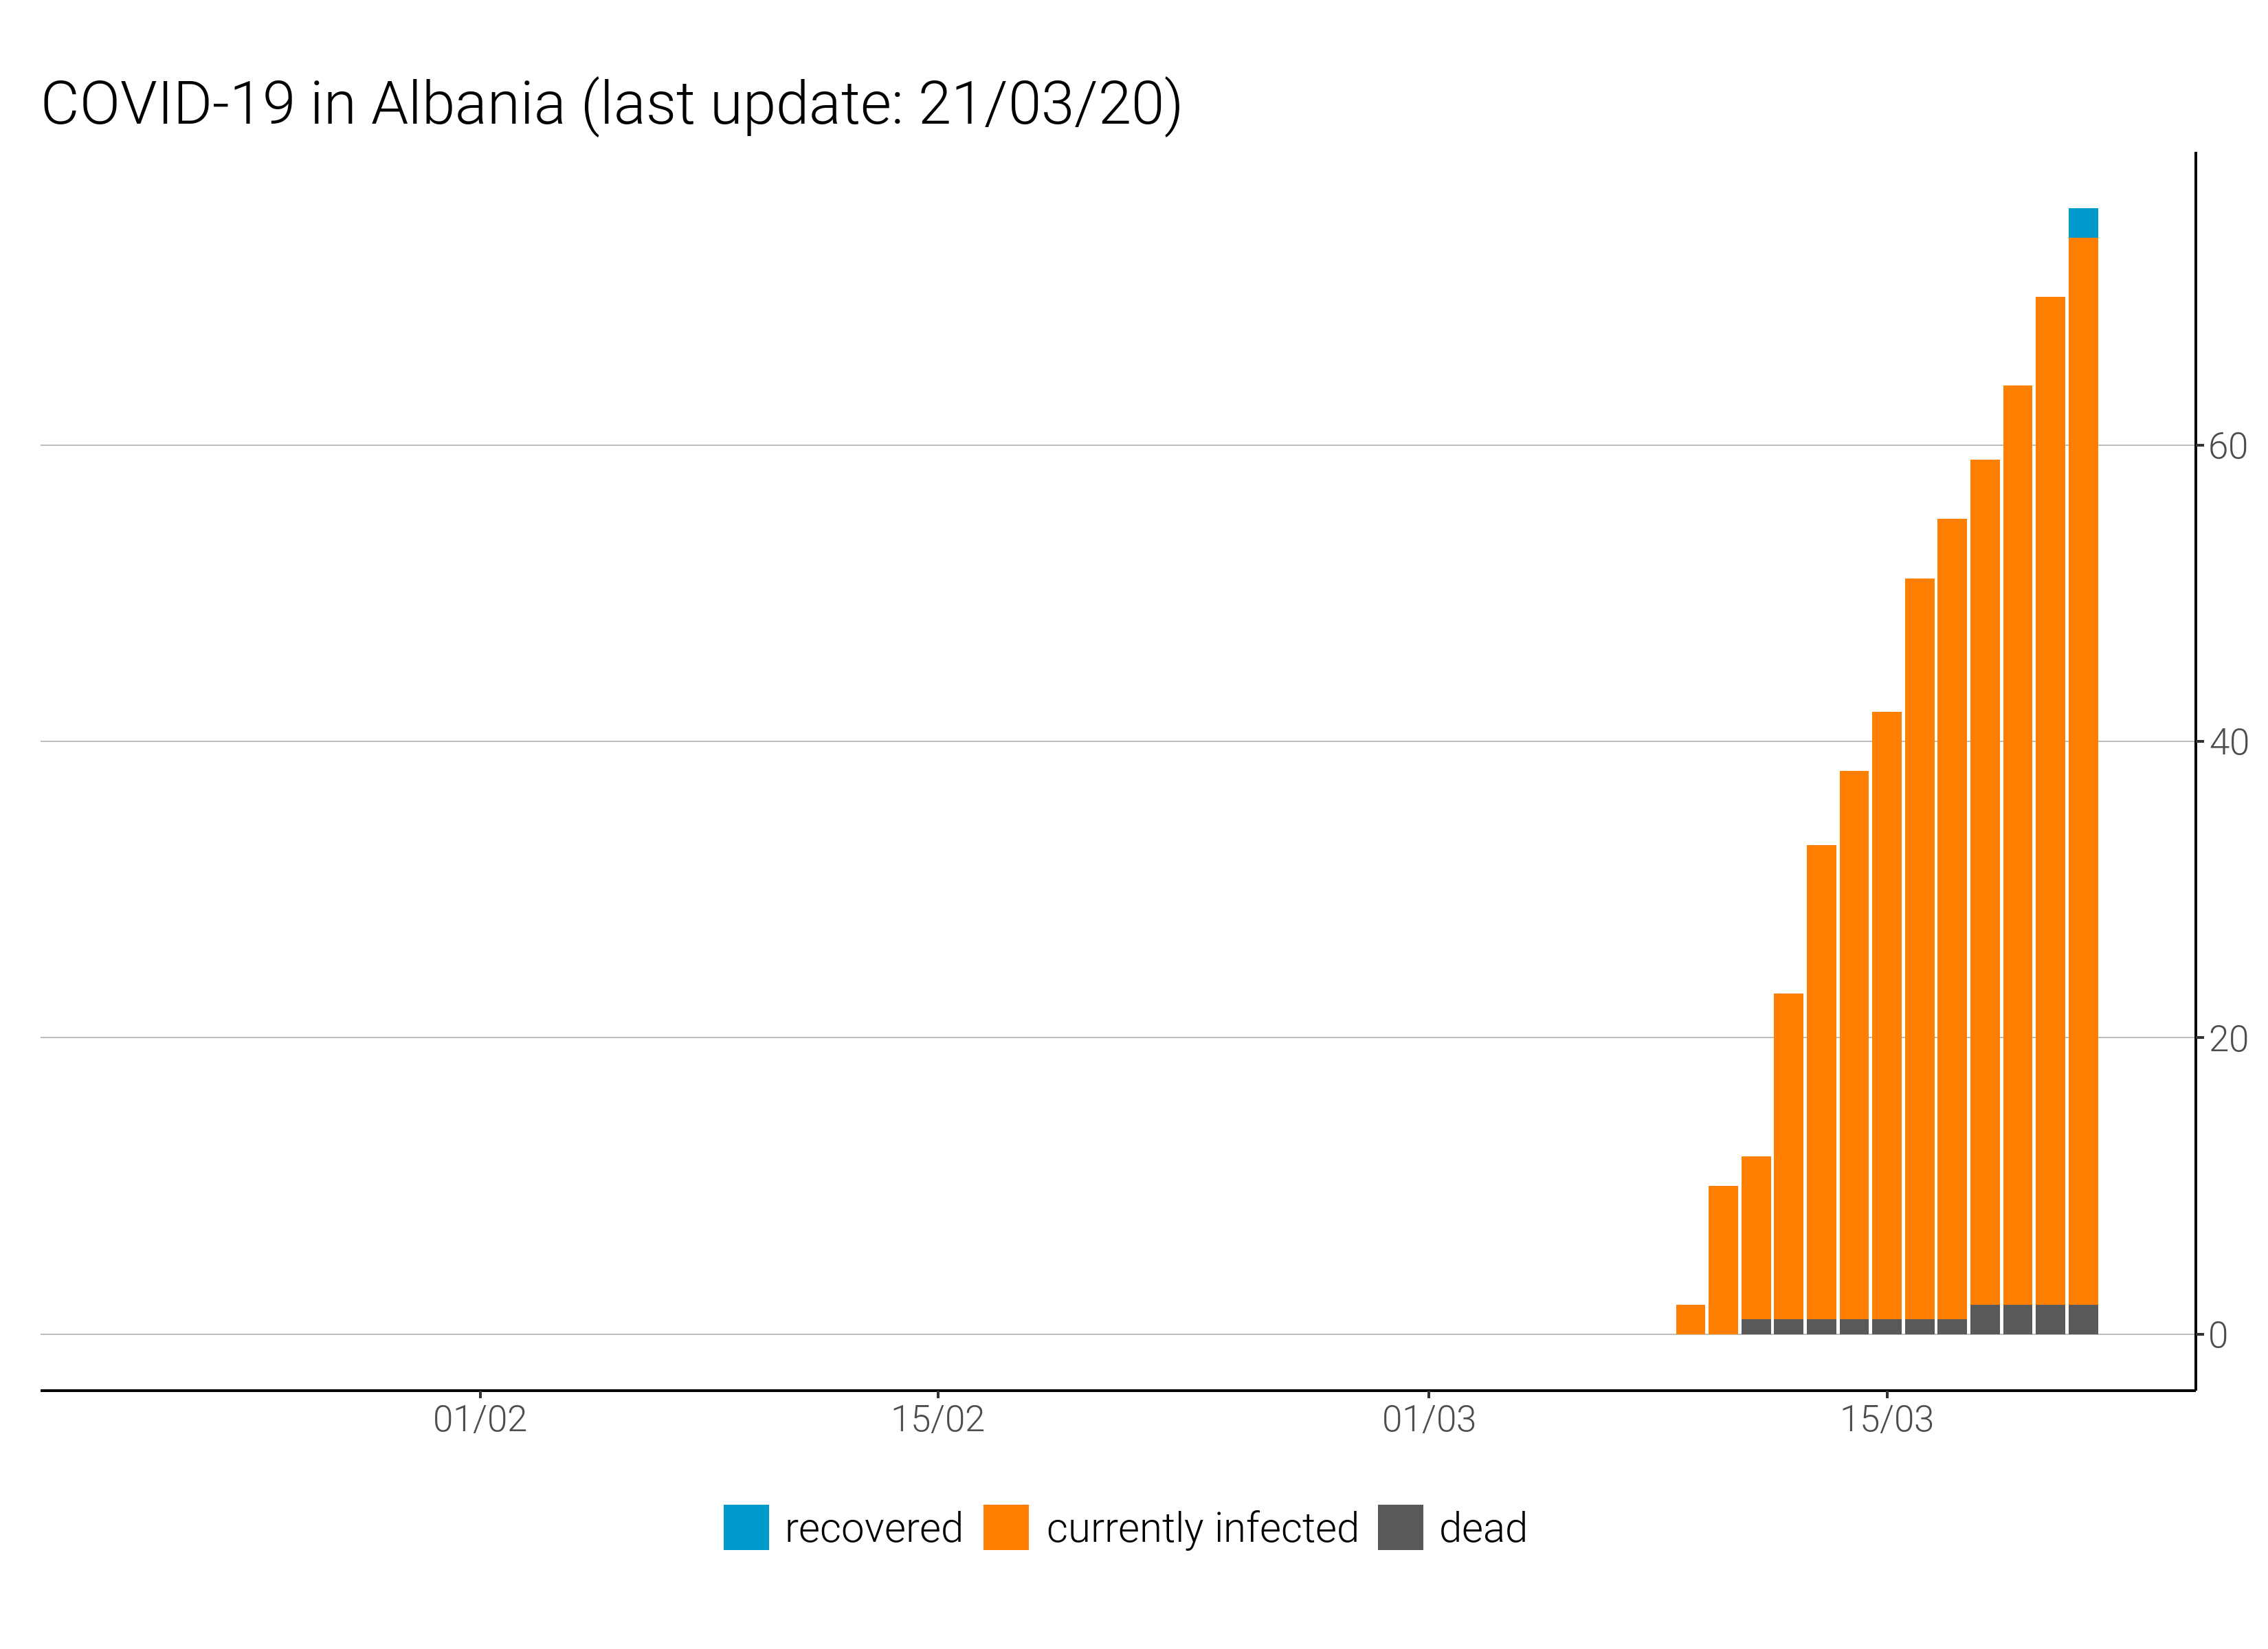 COVID-19 in Albania (last update: 21/03/20)
60
40
20
0
01/02 15/02 01/03 15/03
recovered currently infected dead